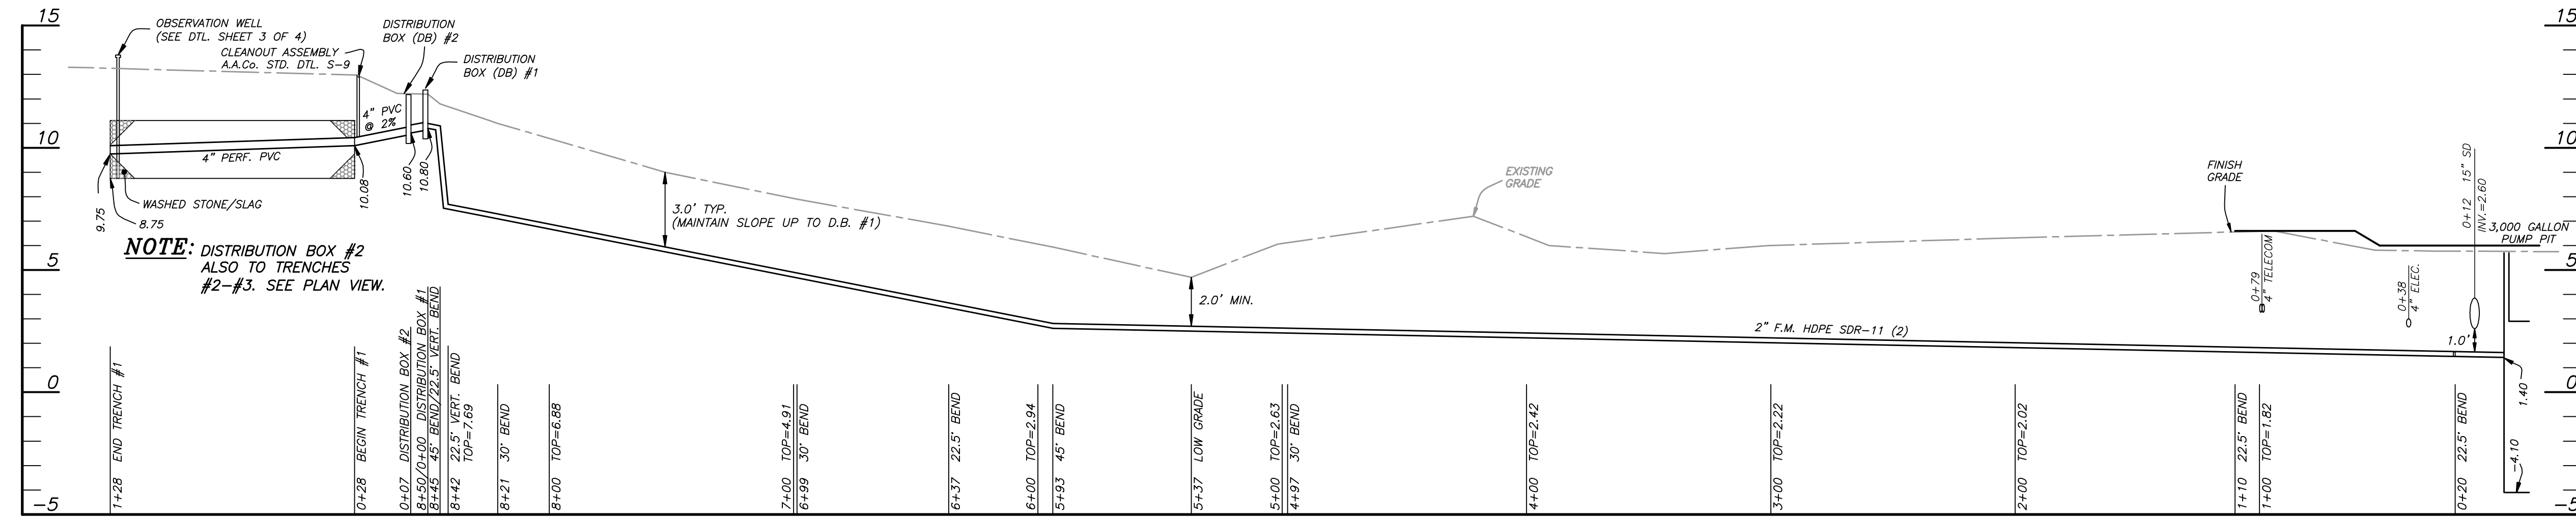 15
OBSERVATION WELL
(SEE DTL. SHEET 3 OF 4)
CLEANOUT ASSEMBLY
A.A.Co. STD. DTL. S-9
DISTRIBUTION
BOX (DB) #2
DISTRIBUTION
BOX (DB) #1
15
4" PVC
@ 2%
10
10
4" PERF. PVC
9.75
WASHED STONE/SLAG
8.75
10.08
10.60
10.80
NOTE: DISTRIBUTION BOX #2
ALSO TO TRENCHES
#2-#3. SEE PLAN VIEW.
3.0' TYP.
(MAINTAIN SLOPE UP TO D.B. #1)
EXISTING
GRADE
FINISH
GRADE
0+12 15" SD
INV.=2.60
3,000 GALLON
PUMP PIT
5
5
2.0' MIN.
0+79
4" TELECOM
0+38
4" ELEC.
2" F.M. HDPE SDR-11 (2)
1.0'
0
0
1.40
-4.10
1+28 END TRENCH #1
0+28 BEGIN TRENCH #1
0+07 DISTRIBUTION BOX #2
8+50/0+00 DISTRIBUTION BOX #1
8+45 45° BEND/22.5° VERT. BEND
8+42 22.5° VERT. BEND
TOP=7.69
8+21 30° BEND
8+00 TOP=6.88
7+00 TOP=4.91
6+99 30° BEND
6+37 22.5° BEND
6+00 TOP=2.94
5+93 45° BEND
5+37 LOW GRADE
5+00 TOP=2.63
4+97 30° BEND
4+00 TOP=2.42
3+00 TOP=2.22
2+00 TOP=2.02
1+10 22.5° BEND
1+00 TOP=1.82
0+20 22.5° BEND
-5
-5